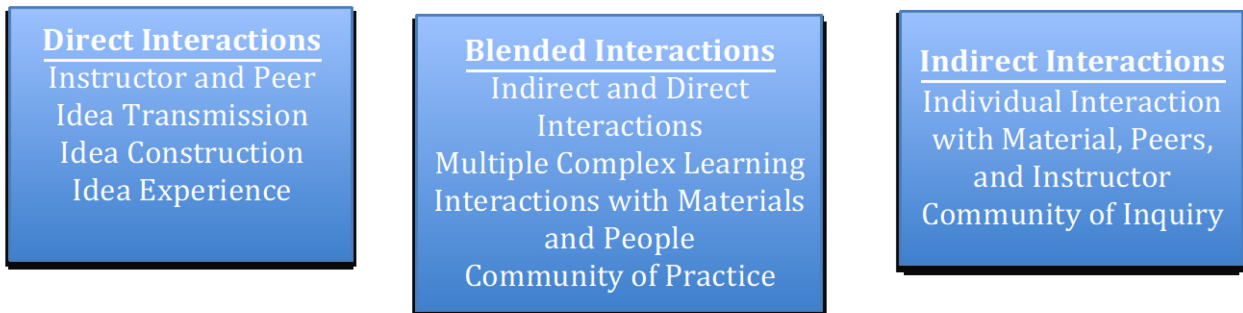 Direct Interactions
Instructor and Peer
Idea Transmission
Idea Construction
Idea Experience
Blended Interactions
Indirect and Direct
Interactions
Multiple Complex Learning
Interactions with Materials
and People
Community of Practice
Indirect Interactions
Individual Interaction
with Material, Peers,
and Instructor
Community of Inquiry